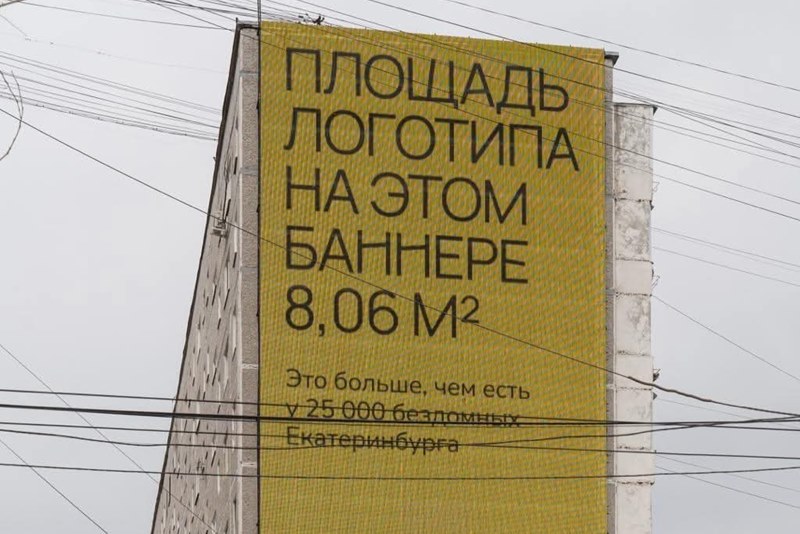 ПЛОЩАДЬ
ЛОГОТИПА
НА ЭТОМ
БАННЕРЕ
8,06 М²
Это больше, чем есть
у 25 000 бездомных
Екатеринбурга